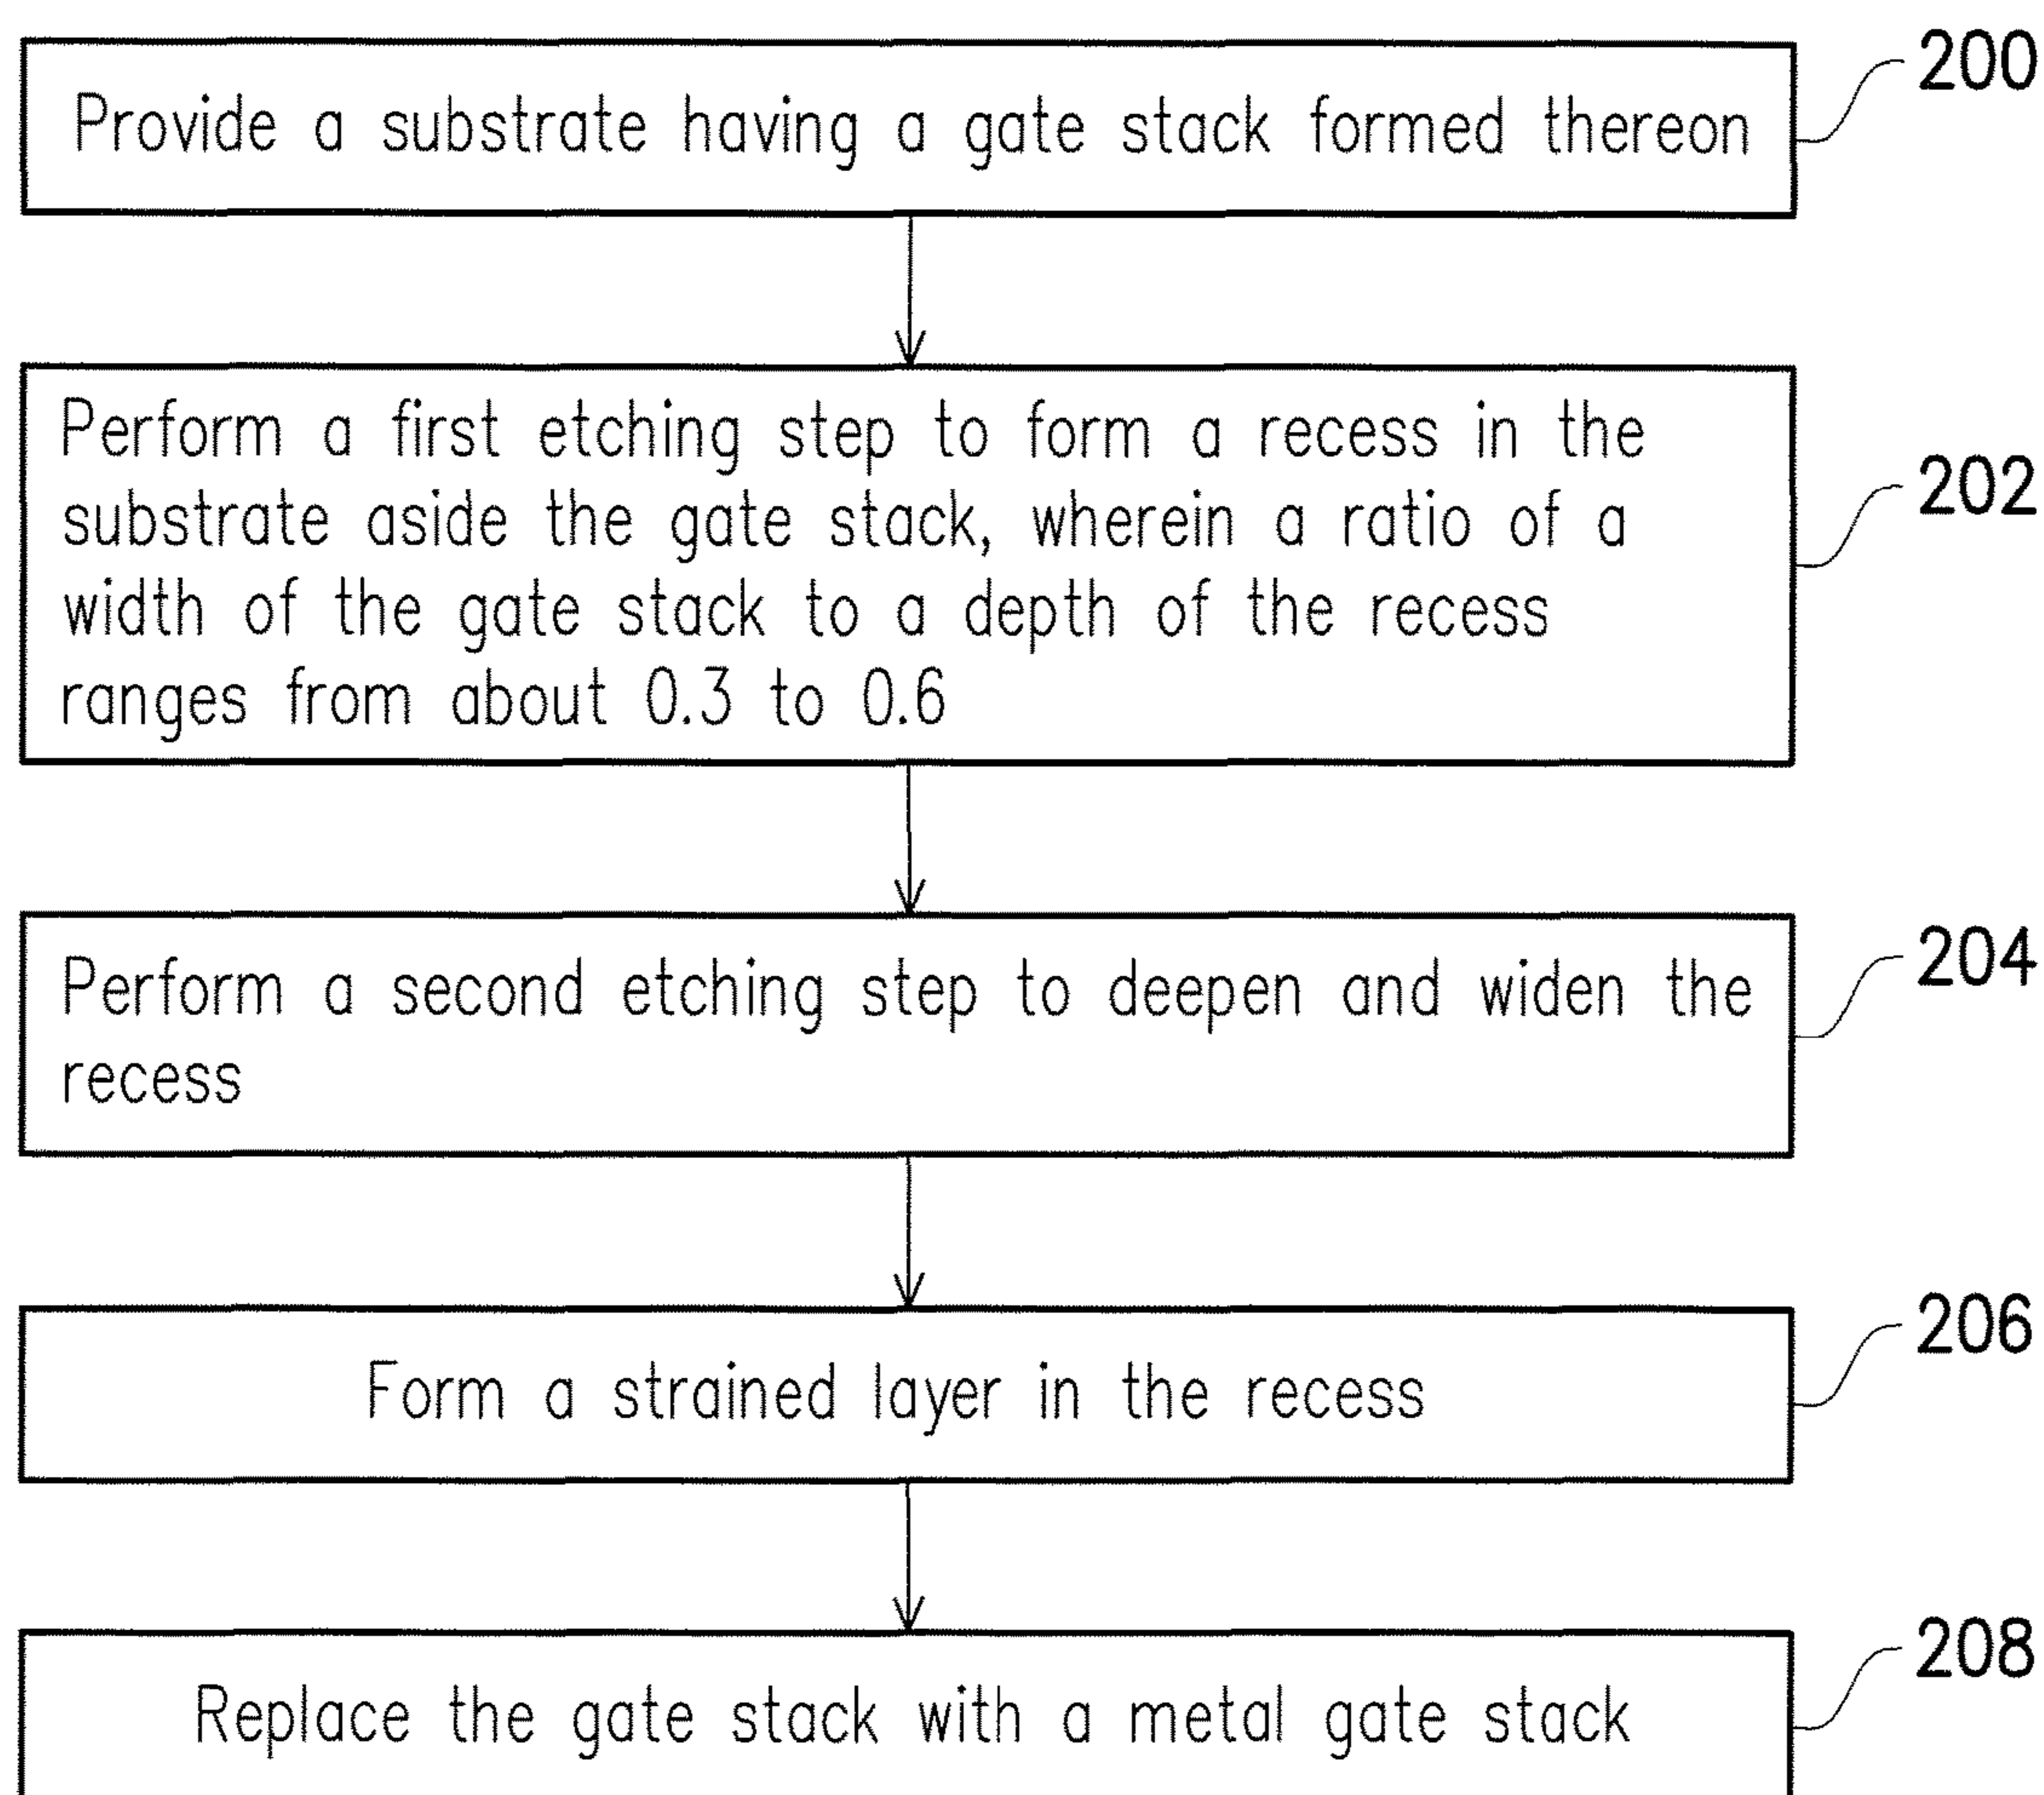 Provide a substrate having a gate stack formed thereon
200
Perform a first etching step to form a recess in the
substrate aside the gate stack, wherein a ratio of a
width of the gate stack to a depth of the recess
ranges from about 0.3 to 0.6
202
Perform a second etching step to deepen and widen the
recess
204
Form a strained layer in the recess
206
Replace the gate stack with a metal gate stack
208